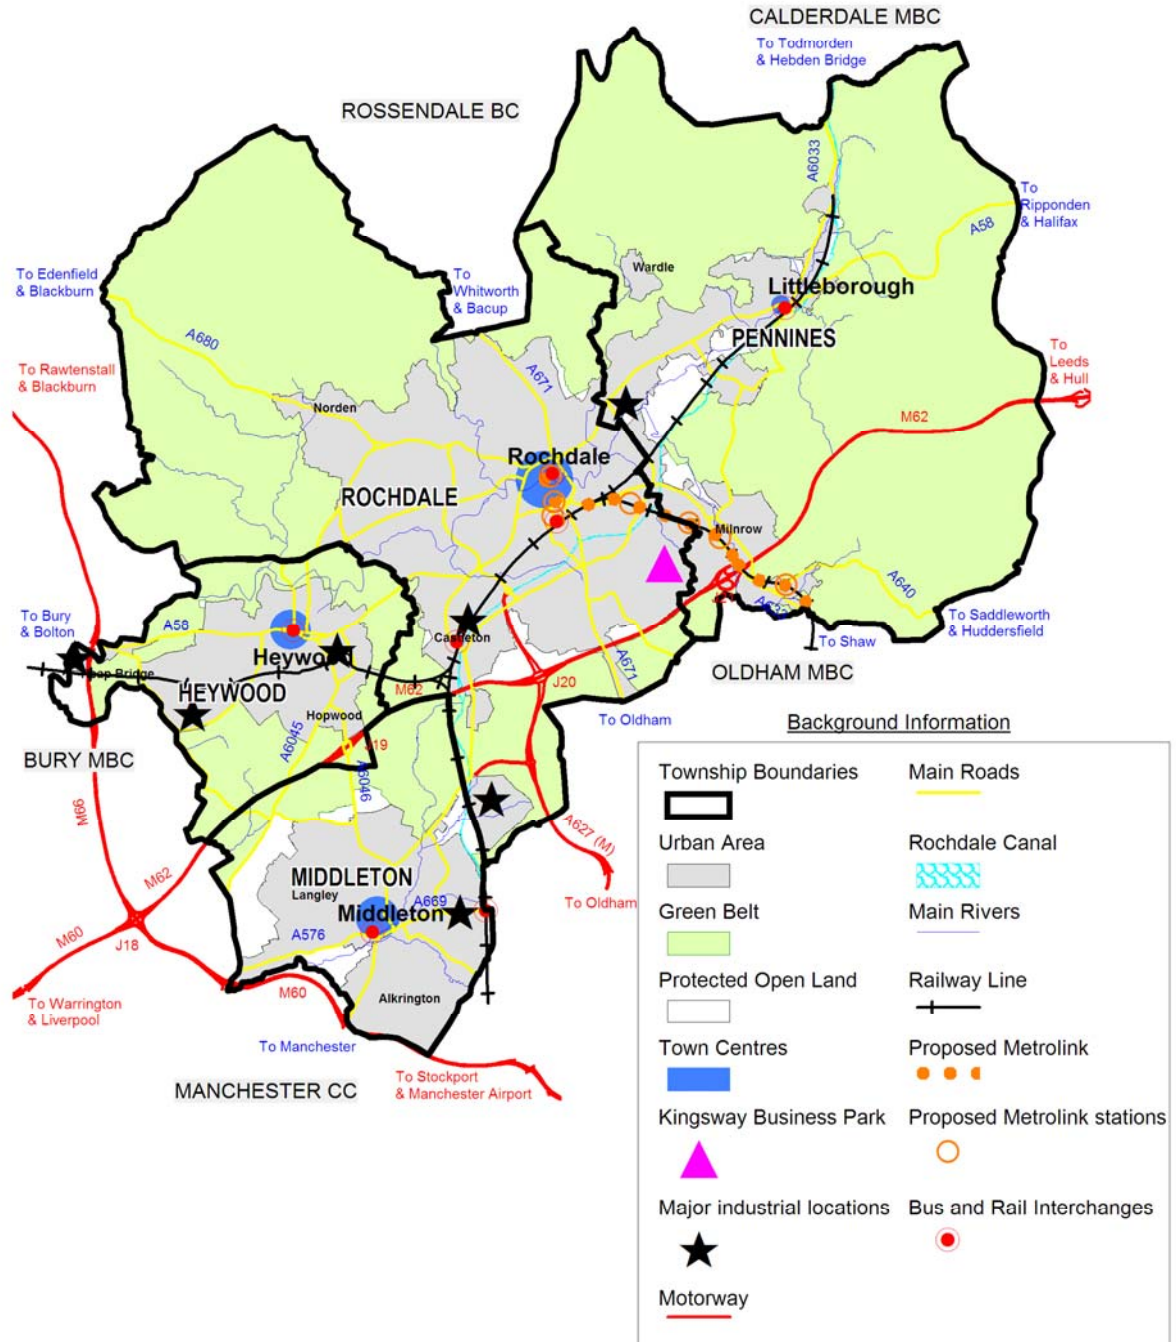 CALDERDALE MBC
To Todmorden
& Hebden Bridge
ROSSENDALE BC
A6033
To
Ripponden
& Halifax
A58
Wardle
To Edenfield
& Blackburn
To
Whitworth
& Bacup
Littleborough
PENNINES
A680
To Rawtenstall
& Blackburn
A671
To
Leeds
& Hull
M62
Norden
Rochdale
ROCHDALE
Milnrow
A640
To Bury
& Bolton
A58
Castleton
To Saddleworth
& Huddersfield
To Shaw
Heywood
HEYWOOD
M62
J20
A671
OLDHAM MBC
Hopwood
To Oldham
BURY MBC
A6045
J19
A6046
M66
A627 (M)
M62
MIDDLETON
Langley
A669
Middleton
To Oldham
A576
M60
J18
M60
Alkrington
To Warrington
& Liverpool
To Manchester
To Stockport
& Manchester Airport
MANCHESTER CC
Background Information
Township Boundaries
Main Roads
Urban Area
Rochdale Canal
Green Belt
Main Rivers
Protected Open Land
Railway Line
Town Centres
Proposed Metrolink
Kingsway Business Park
Proposed Metrolink stations
Major industrial locations
Bus and Rail Interchanges
Motorway